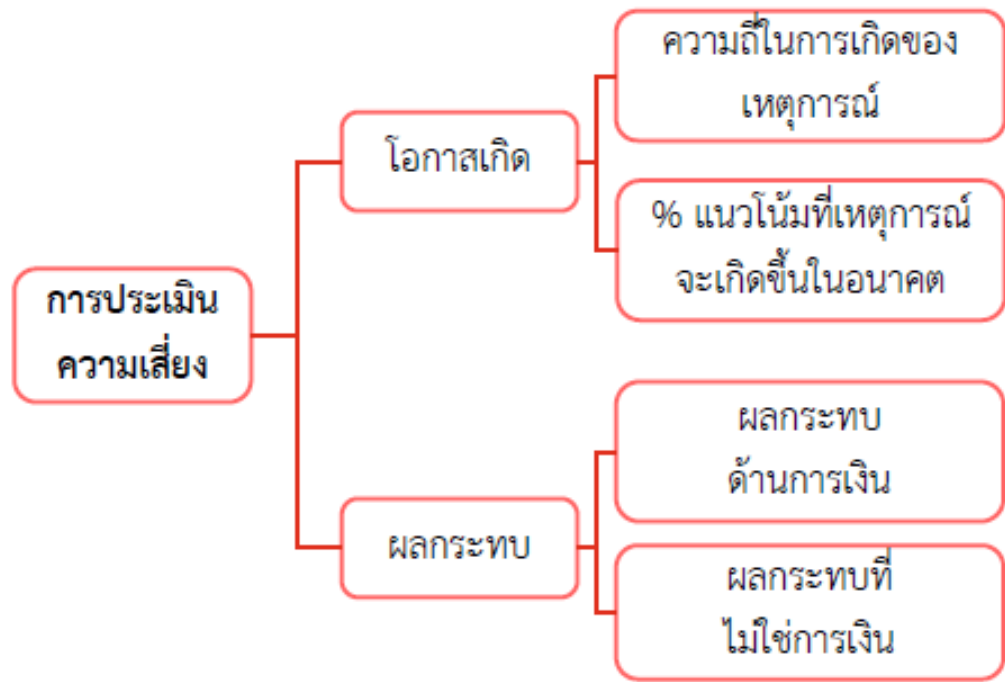 การประเมิน
ความเสี่ยง
โอกาสเกิด
ความถี่ในการเกิดของ
เหตุการณ์
% แนวโน้มที่เหตุการณ์
จะเกิดขึ้นในอนาคต
ผลกระทบ
ผลกระทบ
ด้านการเงิน
ผลกระทบที่
ไม่ใช่การเงิน